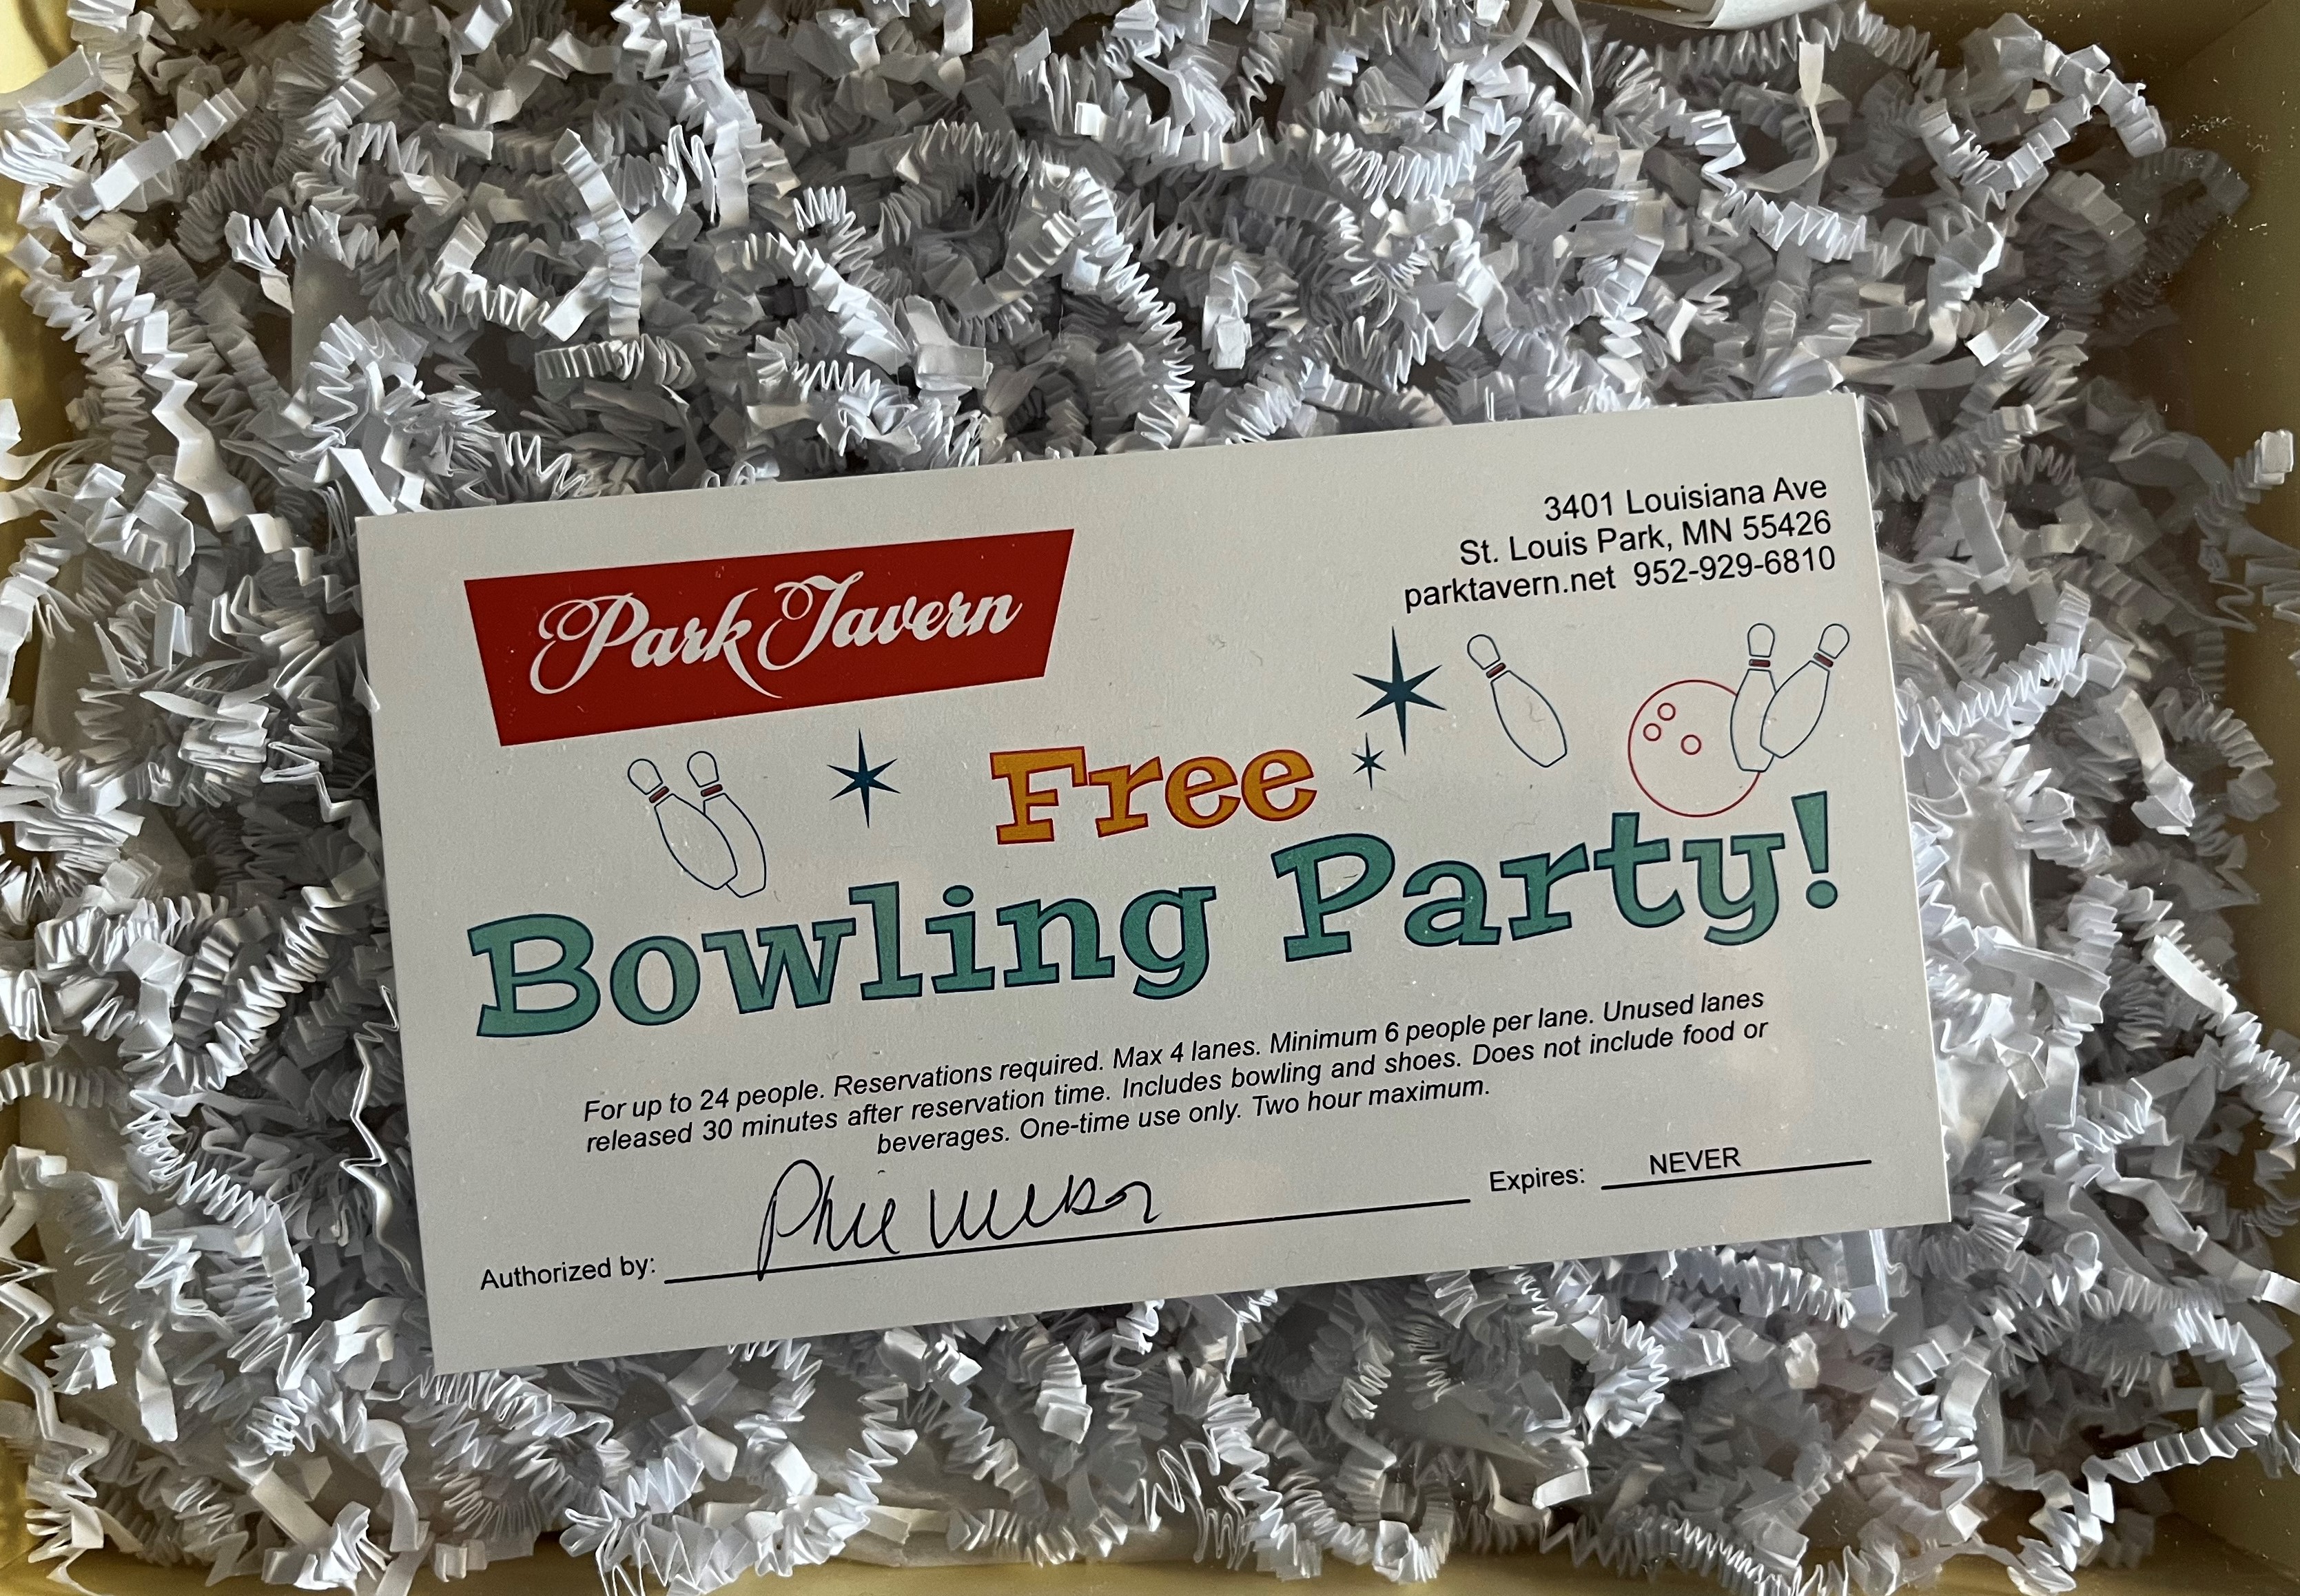 Park Tavern
3401 Louisiana Ave
St. Louis Park, MN 55426
parktavern.net 952-929-6810
Free
Bowling Party!
For up to 24 people. Reservations required. Max 4 lanes. Minimum 6 people per lane. Unused lanes
released 30 minutes after reservation time. Includes bowling and shoes. Does not include food or
beverages. One-time use only. Two hour maximum.
Authorized by:
Expires: NEVER